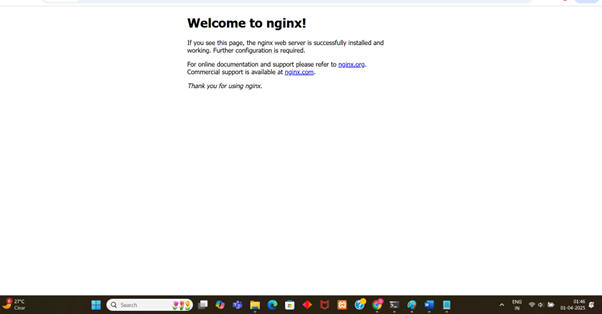 Welcome to nginx!
If you see this page, the nginx web server is successfully installed and
working. Further configuration is required.
For online documentation and support please refer to nginx.org.
Commercial support is available at nginx.com.
Thank you for using nginx.
27°C
Clear
Search
ENG
IN
01:46
01-04-2025